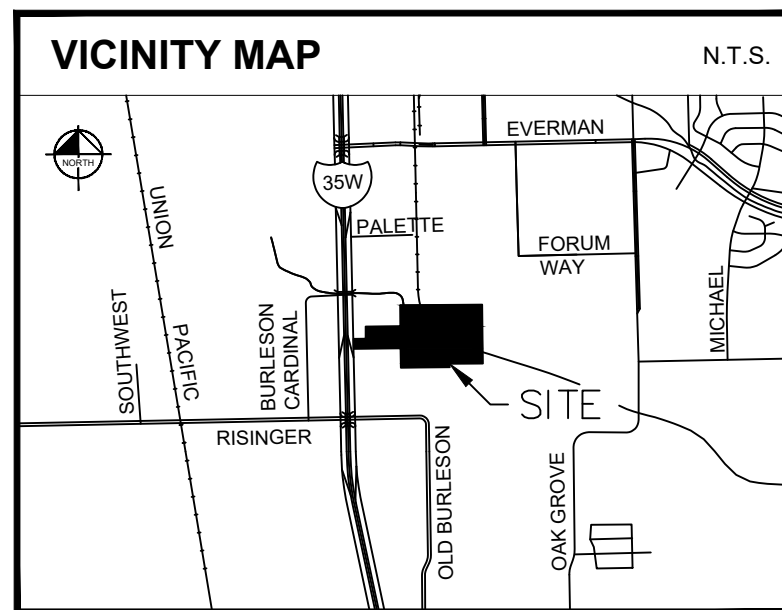 VICINITY MAP
N.T.S.
NORTH
EVERMAN
35W
UNION
PACIFIC
PALETTE
FORUM
WAY
MICHAEL
SOUTHWEST
BURLESON
CARDINAL
SITE
RISINGER
OLD BURLESON
OAK GROVE